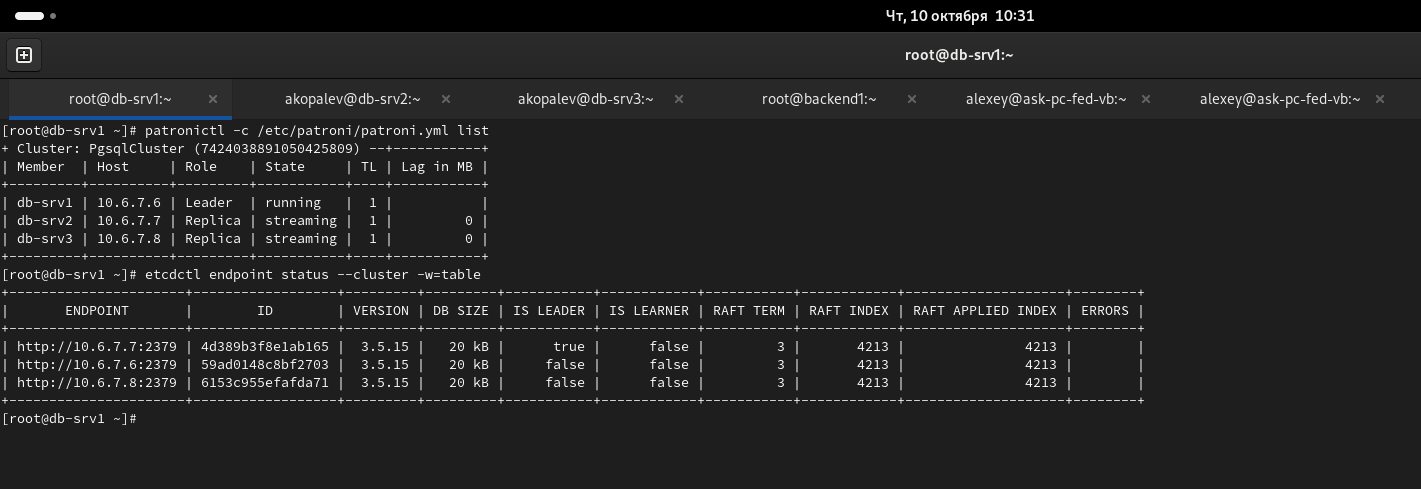 Чт, 10 октября 10:31
root@db-srv1:~
root@db-srv1:~ × akopalev@db-srv2:~ × akopalev@db-srv3:~ × root@backend1:~ × alexey@ask-pc-fed-vb:~ × alexey@ask-pc-fed-vb:~ ×
[root@db-srv1 ~]# patronictl -c /etc/patroni/patroni.yml list
+ Cluster: PgsqlCluster (7424038891050425809) --+-----------+
| Member  | Host     | Role    | State     | TL | Lag in MB |
+---------+----------+---------+-----------+----+-----------+
| db-srv1 | 10.6.7.6 | Leader  | running   |  1 |           |
| db-srv2 | 10.6.7.7 | Replica | streaming |  1 |         0 |
| db-srv3 | 10.6.7.8 | Replica | streaming |  1 |         0 |
+---------+----------+---------+-----------+----+-----------+
[root@db-srv1 ~]# etcdctl endpoint status --cluster -w=table
+----------------------+------------------+---------+---------+-----------+------------+-----------+------------+--------------------+--------+
|       ENDPOINT       |        ID        | VERSION | DB SIZE | IS LEADER | IS LEARNER | RAFT TERM | RAFT INDEX | RAFT APPLIED INDEX | ERRORS |
+----------------------+------------------+---------+---------+-----------+------------+-----------+------------+--------------------+--------+
| http://10.6.7.7:2379 | 4d389b3f8e1ab165 |  3.5.15 |   20 kB |      true |      false |         3 |       4213 |               4213 |        |
| http://10.6.7.6:2379 | 59ad0148c8bf2703 |  3.5.15 |   20 kB |     false |      false |         3 |       4213 |               4213 |        |
| http://10.6.7.8:2379 | 6153c955efafda71 |  3.5.15 |   20 kB |     false |      false |         3 |       4213 |               4213 |        |
+----------------------+------------------+---------+---------+-----------+------------+-----------+------------+--------------------+--------+
[root@db-srv1 ~]#